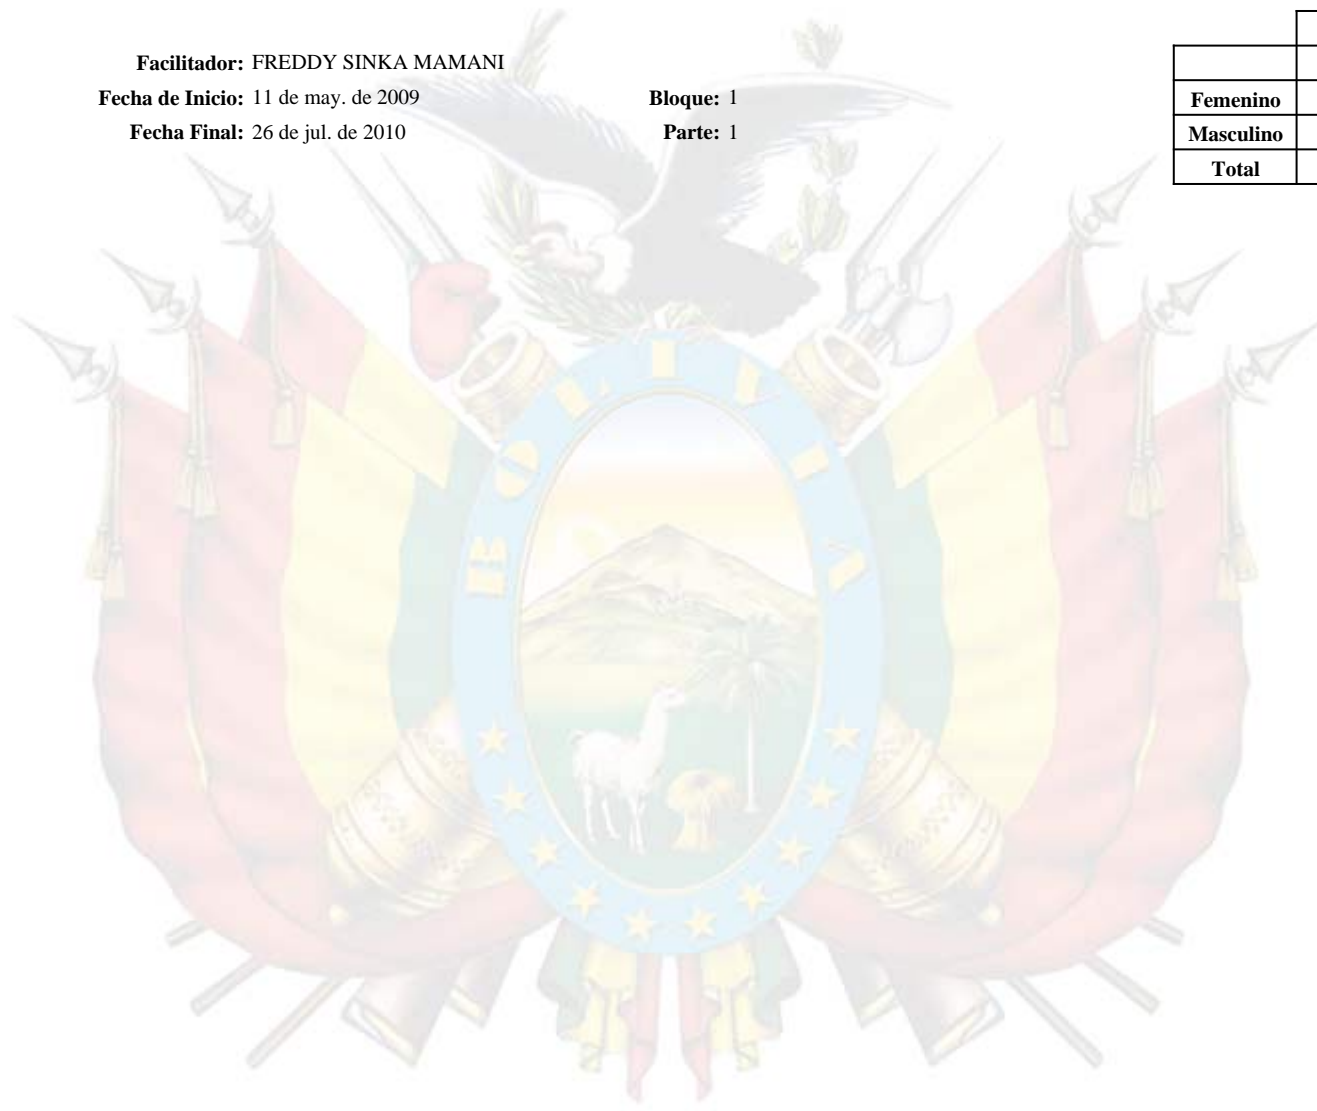 Facilitador: FREDDY SINKA MAMANI
Fecha de Inicio: 11 de may. de 2009 Bloque: 1
Fecha Final: 26 de jul. de 2010 Parte: 1
Femenino
Masculino
Total
BOLIVIA